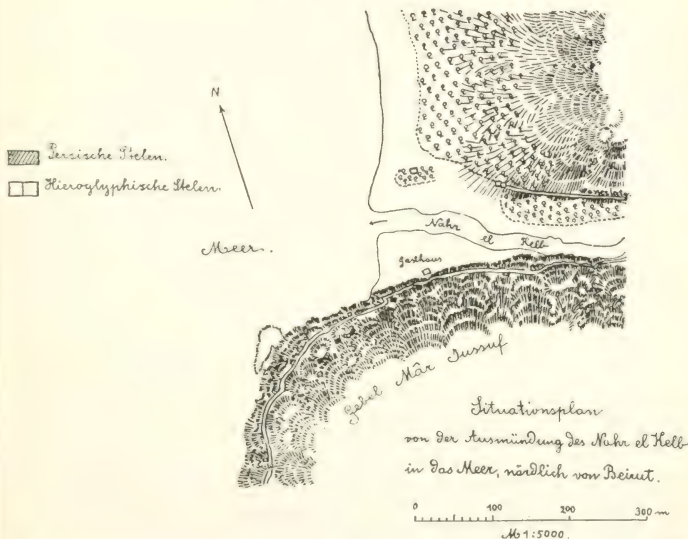 N
Persische Stelen.
Hieroglyphische Stelen.
Meer.
Nahr el Kelb
Gasthaus
Gebel Mâr Jussuf
Situationsplan
von der Ausmündung des Nahr el Kelb
in das Meer, nördlich von Beirut.
0 100 200 300 m
M 1:5000.